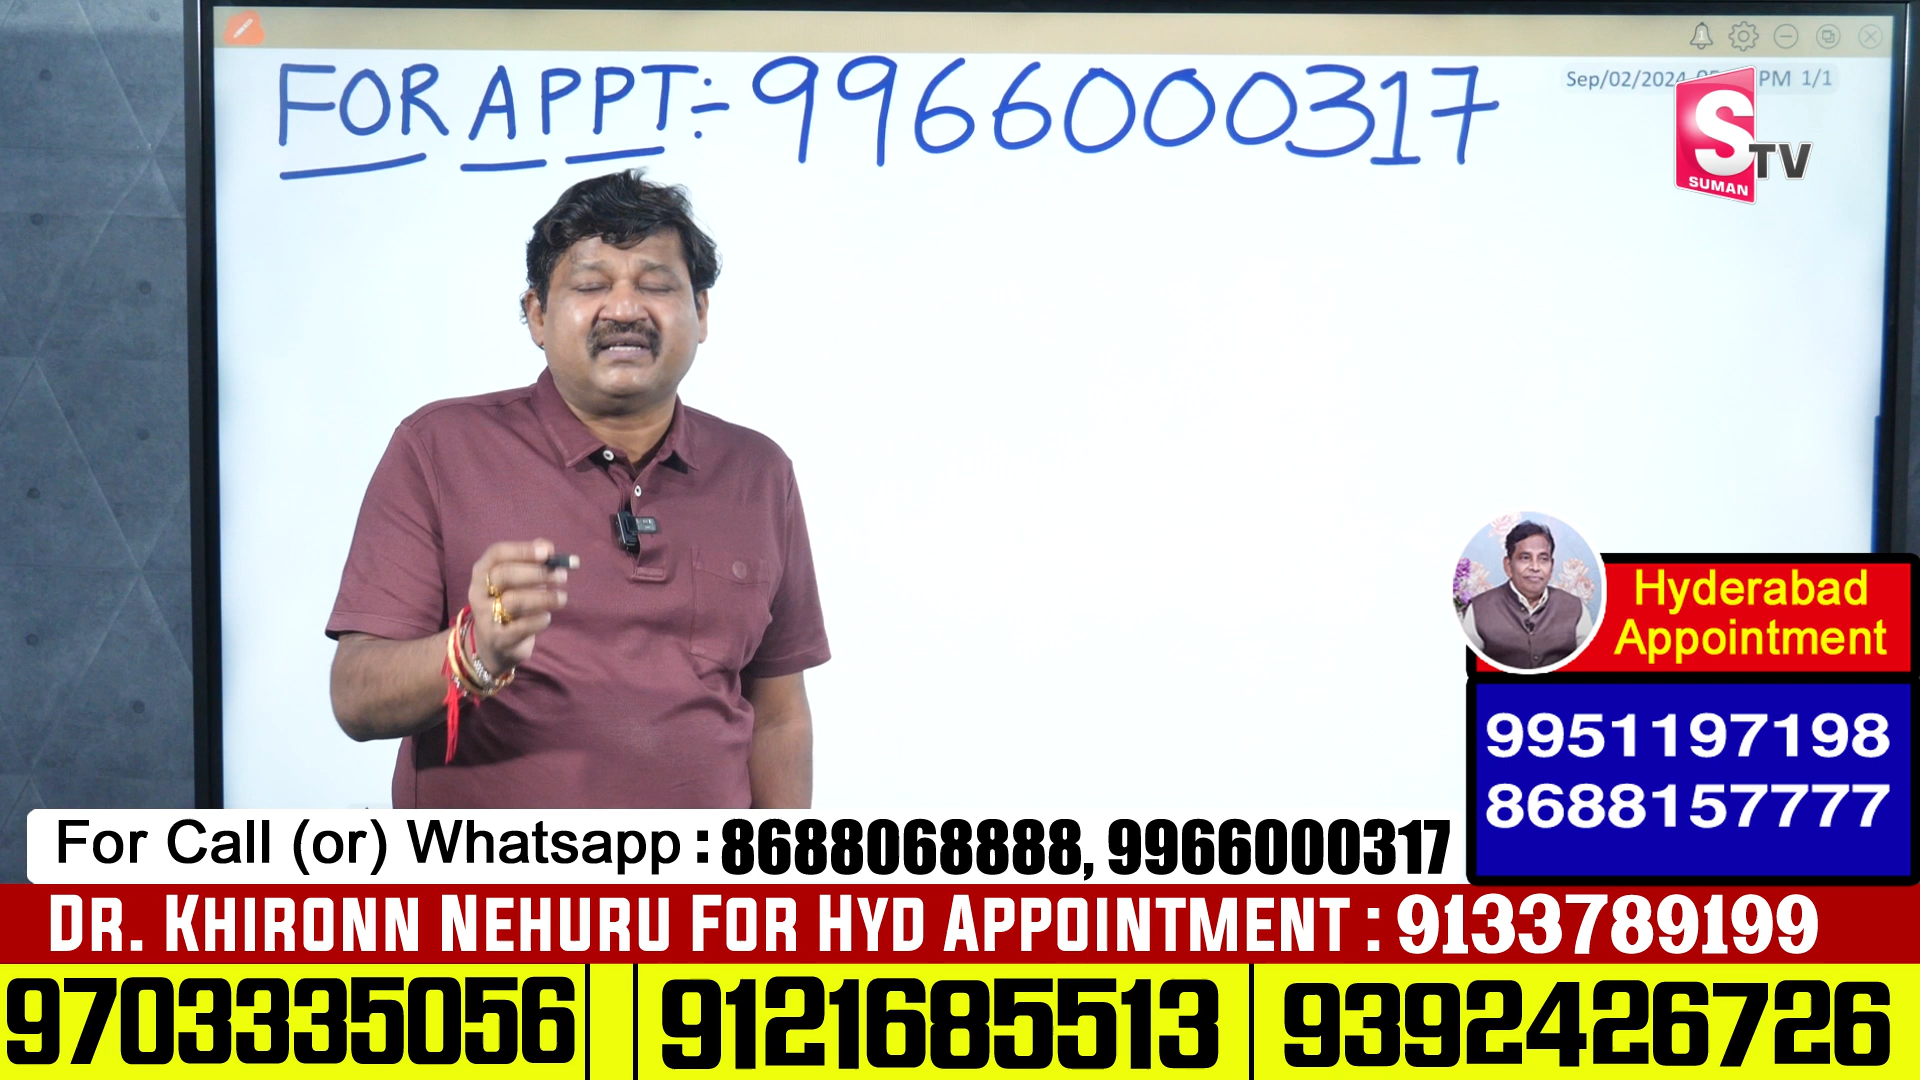 FOR APPT:- 9966000317
Sep/02/2024
PM 1/1
S TV
SUMAN
Hyderabad
Appointment
9951197198
8688157777
For Call (or) Whatsapp : 8688068888, 9966000317
DR. KHIRONN NEHURU FOR HYD APPOINTMENT : 9133789199
9703335056
9121685513
9392426726